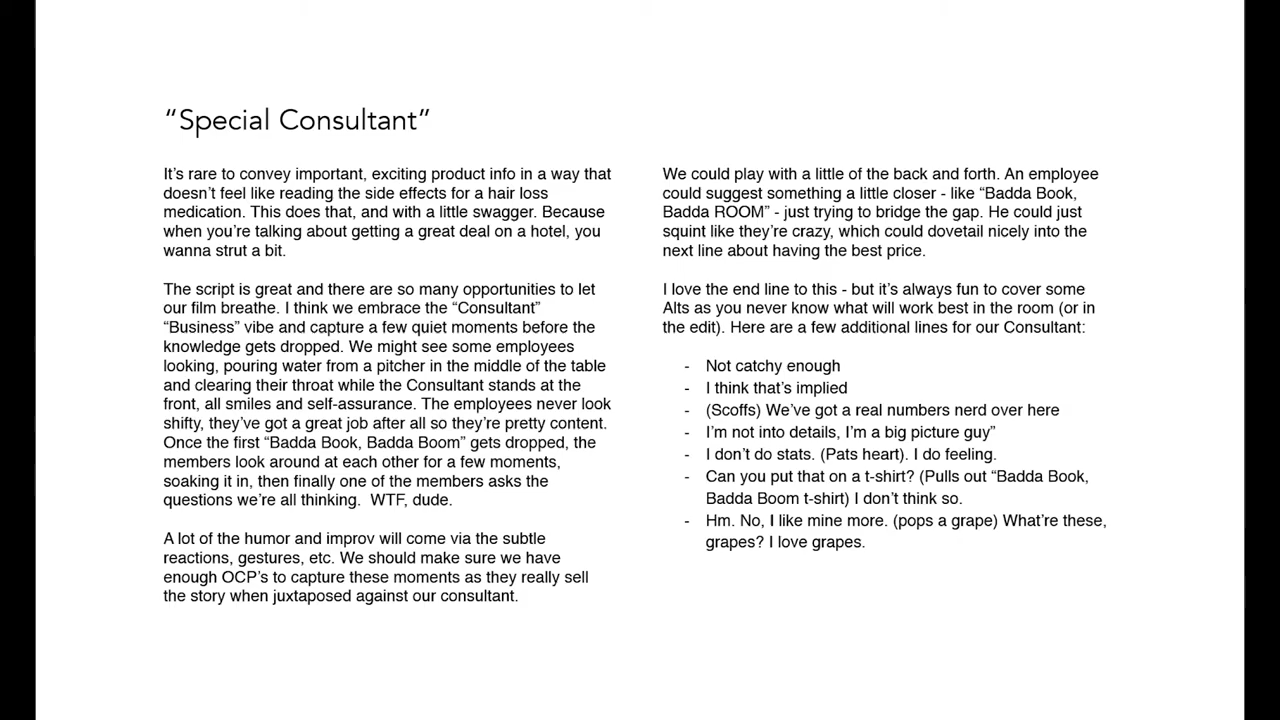 “Special Consultant”
It’s rare to convey important, exciting product info in a way that
doesn’t feel like reading the side effects for a hair loss
medication. This does that, and with a little swagger. Because
when you’re talking about getting a great deal on a hotel, you
wanna strut a bit.
The script is great and there are so many opportunities to let
our film breathe. I think we embrace the “Consultant”
“Business” vibe and capture a few quiet moments before the
knowledge gets dropped. We might see some employees
looking, pouring water from a pitcher in the middle of the table
and clearing their throat while the Consultant stands at the
front, all smiles and self-assurance. The employees never look
shifty, they’ve got a great job after all so they’re pretty content.
Once the first “Badda Book, Badda Boom” gets dropped, the
members look around at each other for a few moments,
soaking it in, then finally one of the members asks the
questions we’re all thinking.  WTF, dude.
A lot of the humor and improv will come via the subtle
reactions, gestures, etc. We should make sure we have
enough OCP’s to capture these moments as they really sell
the story when juxtaposed against our consultant.
We could play with a little of the back and forth. An employee
could suggest something a little closer - like “Badda Book,
Badda ROOM” - just trying to bridge the gap. He could just
squint like they’re crazy, which could dovetail nicely into the
next line about having the best price.
I love the end line to this - but it’s always fun to cover some
Alts as you never know what will work best in the room (or in
the edit). Here are a few additional lines for our Consultant:
- Not catchy enough
- I think that’s implied
- (Scoffs) We’ve got a real numbers nerd over here
- I’m not into details, I’m a big picture guy”
- I don’t do stats. (Pats heart). I do feeling.
- Can you put that on a t-shirt? (Pulls out “Badda Book,
Badda Boom t-shirt) I don’t think so.
- Hm. No, I like mine more. (pops a grape) What’re these,
grapes? I love grapes.